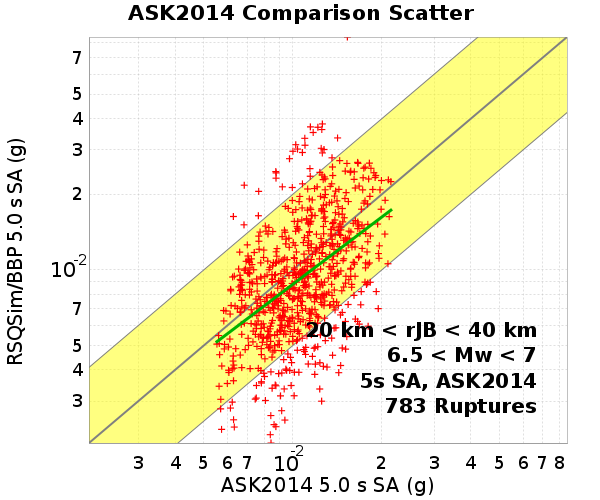 ASK2014 Comparison Scatter
RSQSim/BBP 5.0 s SA (g)
7
5
4
3
2
10⁻²
7
5
4
3
20 km < rJB < 40 km
6.5 < Mw < 7
5s SA, ASK2014
783 Ruptures
3 4 5 6 7 10⁻² 2 3 4 5 6 7 8
ASK2014 5.0 s SA (g)